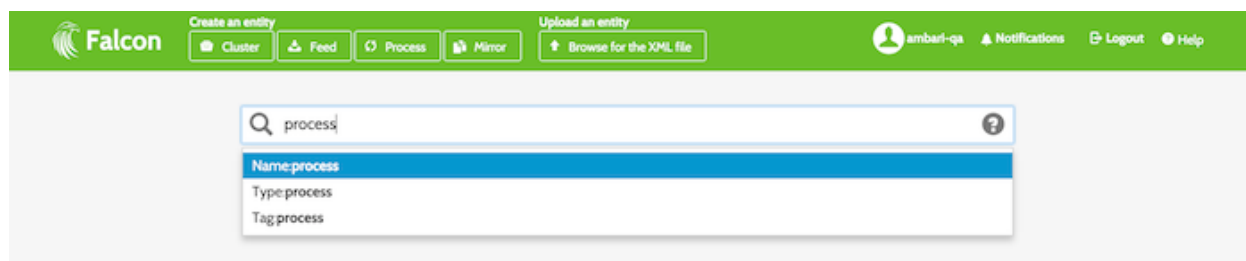 Falcon
Create an entity
Cluster
Feed
Process
Mirror
Upload an entity
Browse for the XML file
ambari-qa
Notifications
Logout
Help
process
Name:process
Type:process
Tag:process